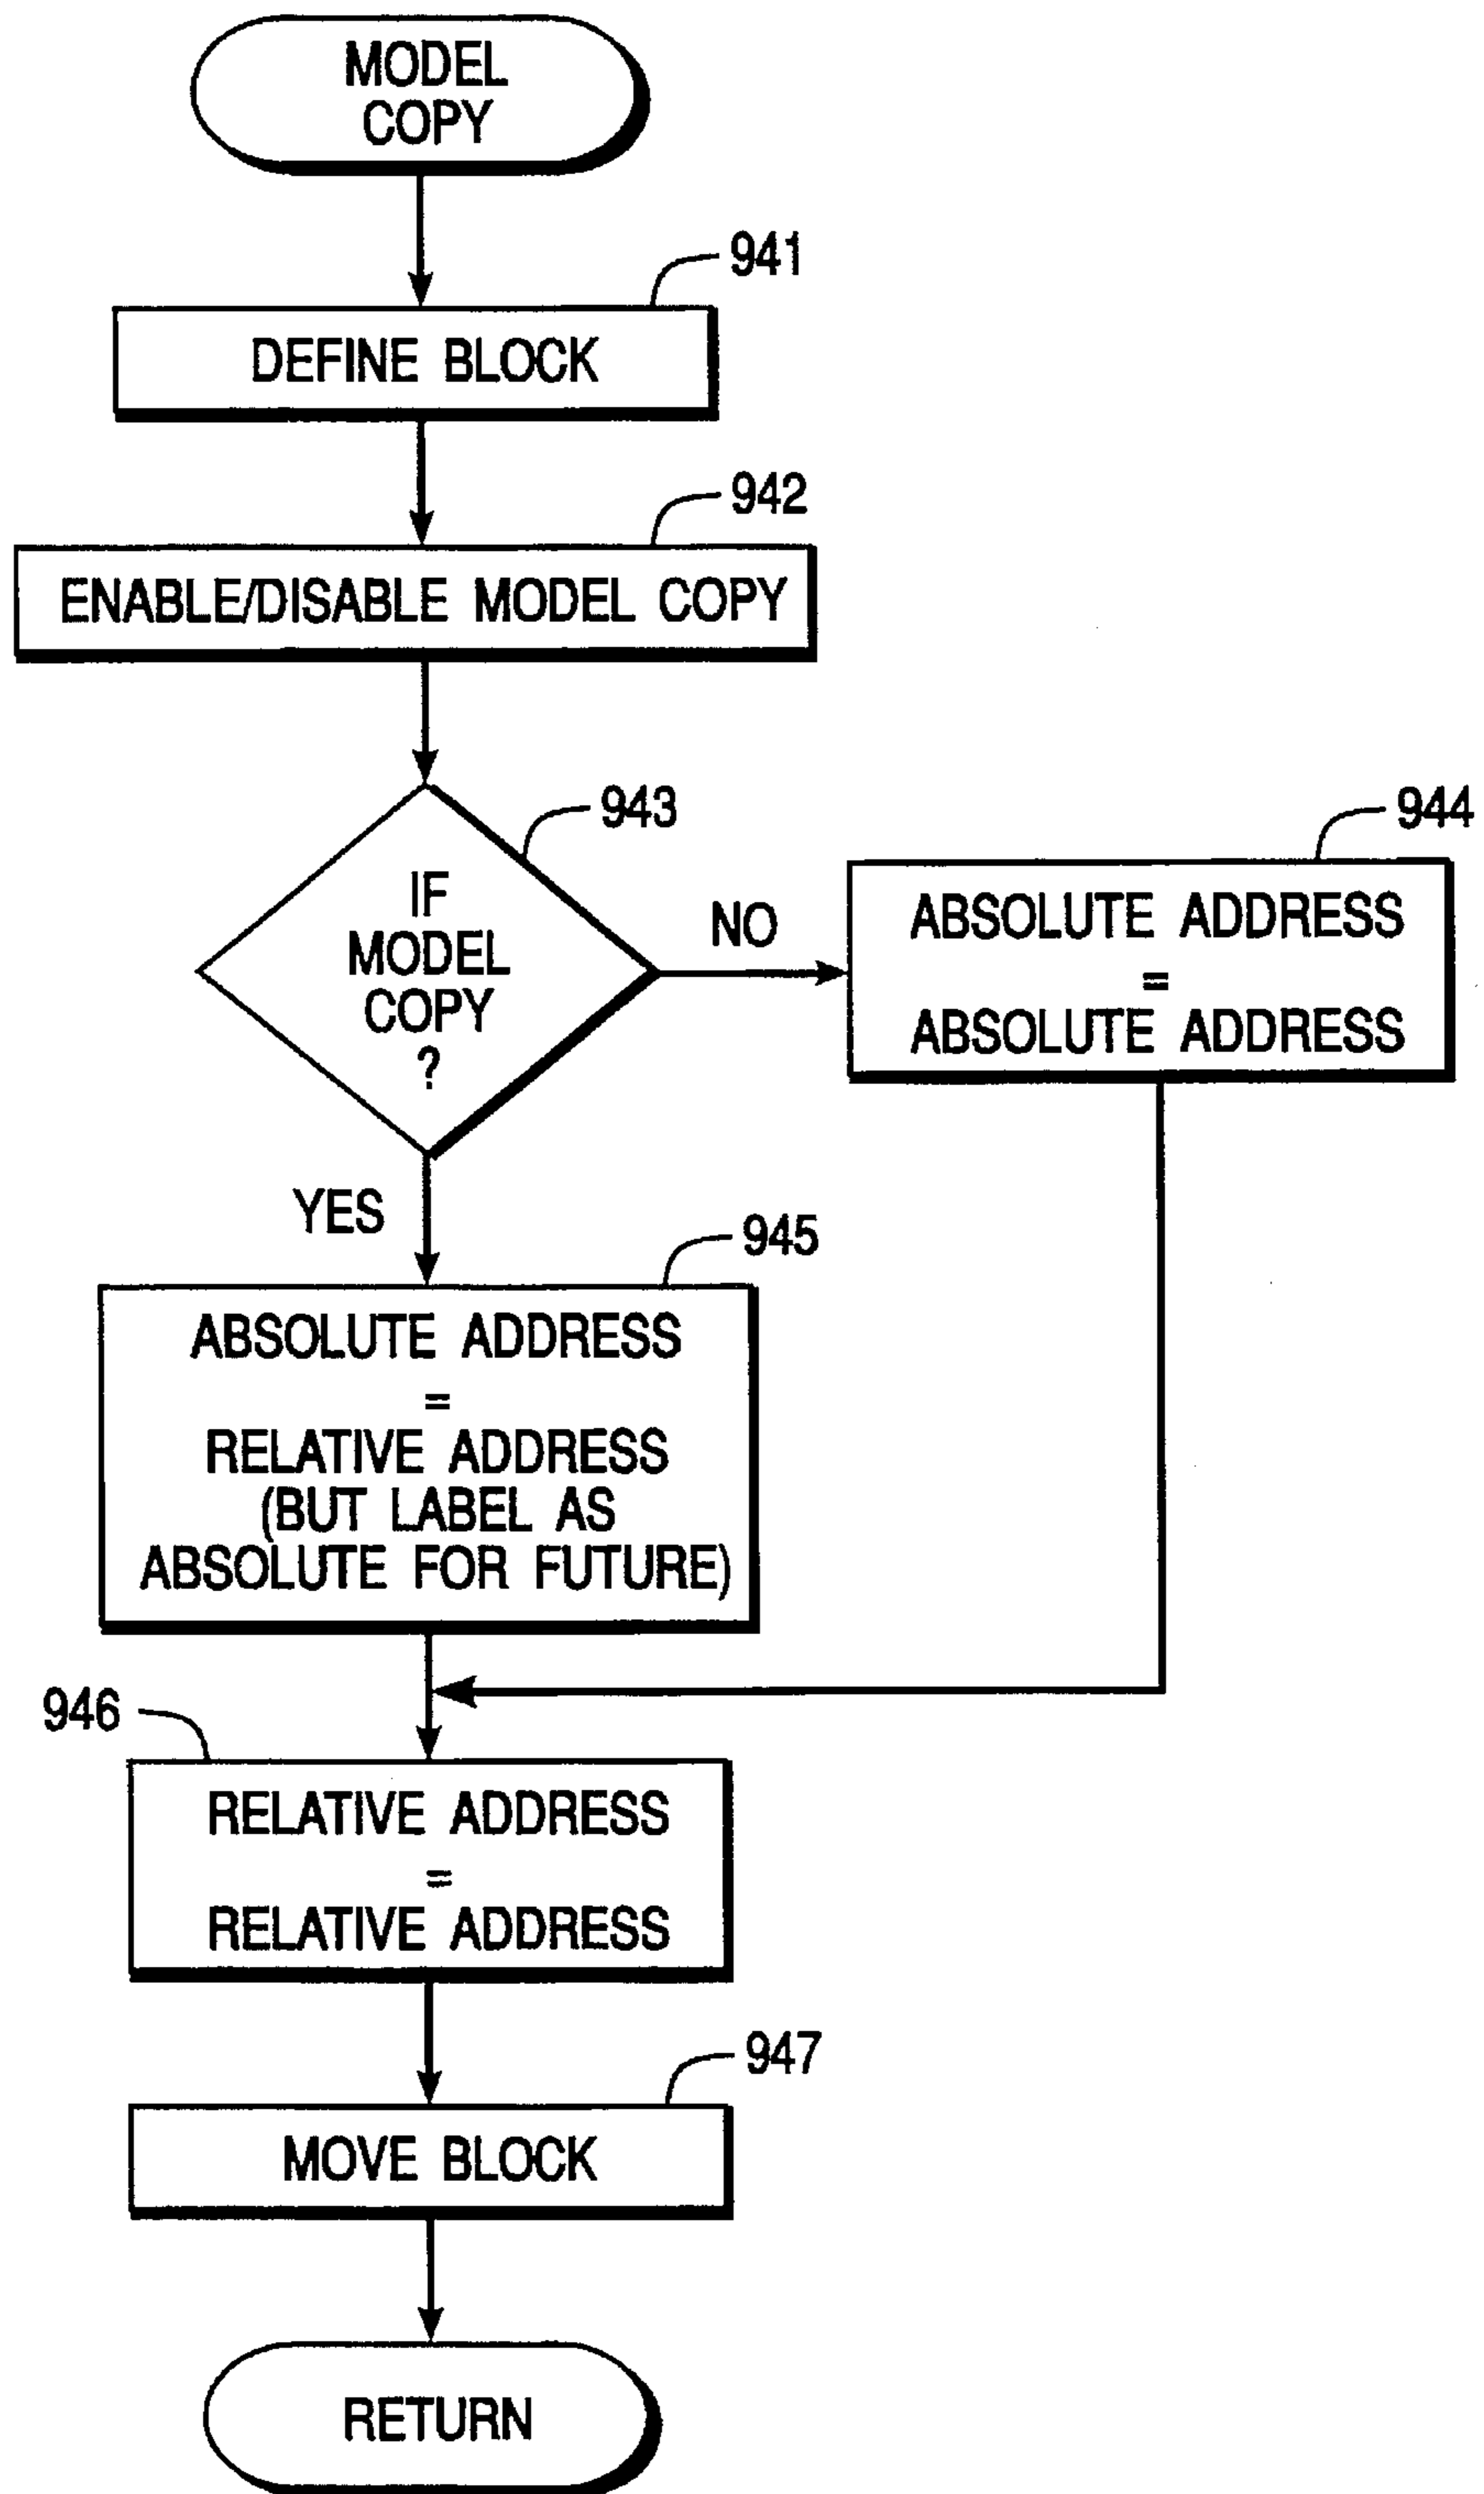 MODEL
COPY
941
DEFINE BLOCK
942
ENABLE/DISABLE MODEL COPY
943
IF
MODEL
COPY
?
NO
944
ABSOLUTE ADDRESS
=
ABSOLUTE ADDRESS
YES
945
ABSOLUTE ADDRESS
=
RELATIVE ADDRESS
(BUT LABEL AS
ABSOLUTE FOR FUTURE)
946
RELATIVE ADDRESS
=
RELATIVE ADDRESS
947
MOVE BLOCK
RETURN